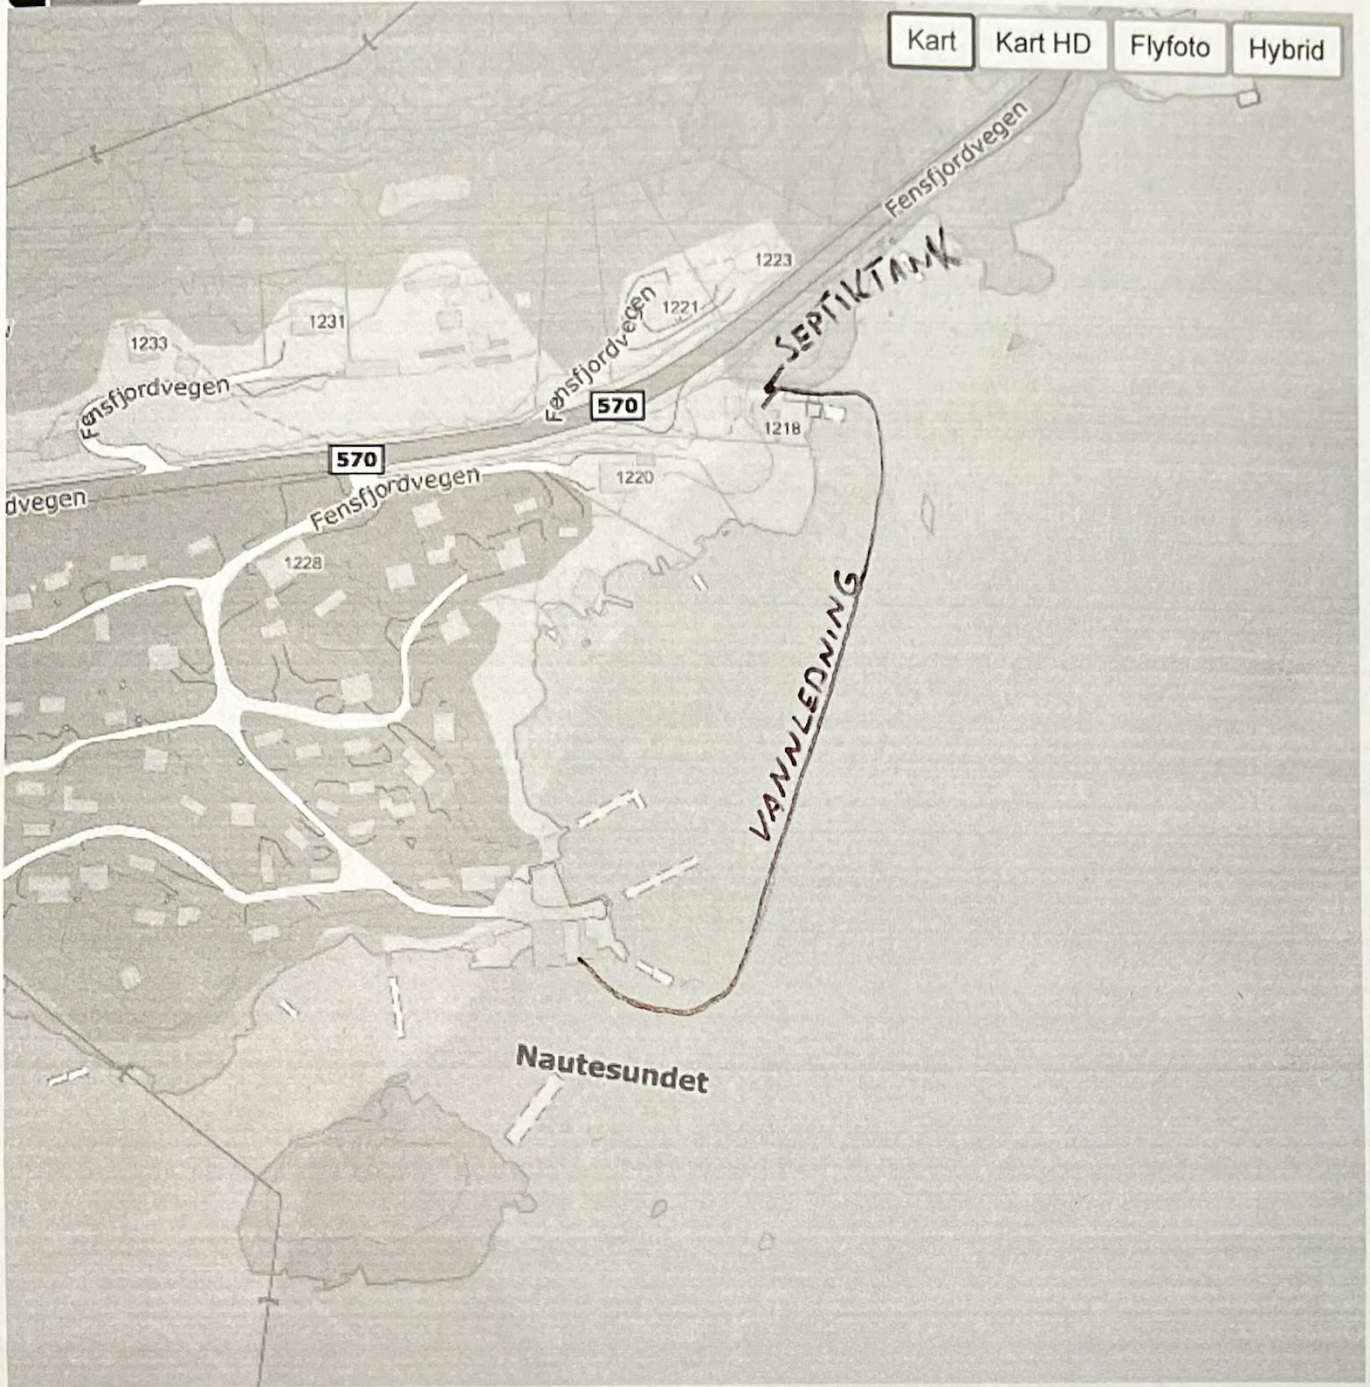 Kart
Kart HD
Flyfoto
Hybrid
Fensfjordvegen
SEPTIKTANK
1223
1221
Fensfjordvegen
1231
1233
Fensfjordvegen
570
1218
570
Fensfjordvegen
1220
dvegen
1228
VANNLEDNING
Nautesundet